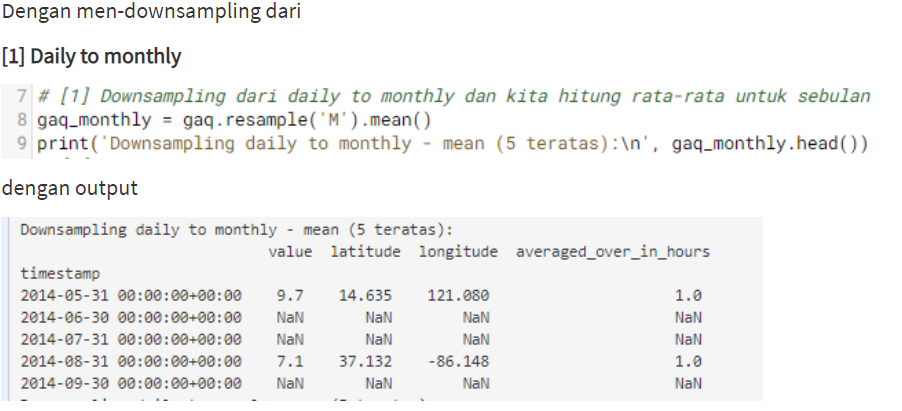 Dengan men-downsampling dari
[1] Daily to monthly
7 # [1] Downsampling dari daily to monthly dan kita hitung rata-rata untuk sebulan
8 gaq_monthly = gaq.resample('M').mean()
9 print('Downsampling daily to monthly - mean (5 teratas):\n', gaq_monthly.head())
dengan output
Downsampling daily to monthly - mean (5 teratas):
value latitude longitude averaged_over_in_hours
timestamp
2014-05-31 00:00:00+00:00 9.7 14.635 121.080 1.0
2014-06-30 00:00:00+00:00 NaN NaN NaN NaN
2014-07-31 00:00:00+00:00 NaN NaN NaN NaN
2014-08-31 00:00:00+00:00 7.1 37.132 -86.148 1.0
2014-09-30 00:00:00+00:00 NaN NaN NaN NaN